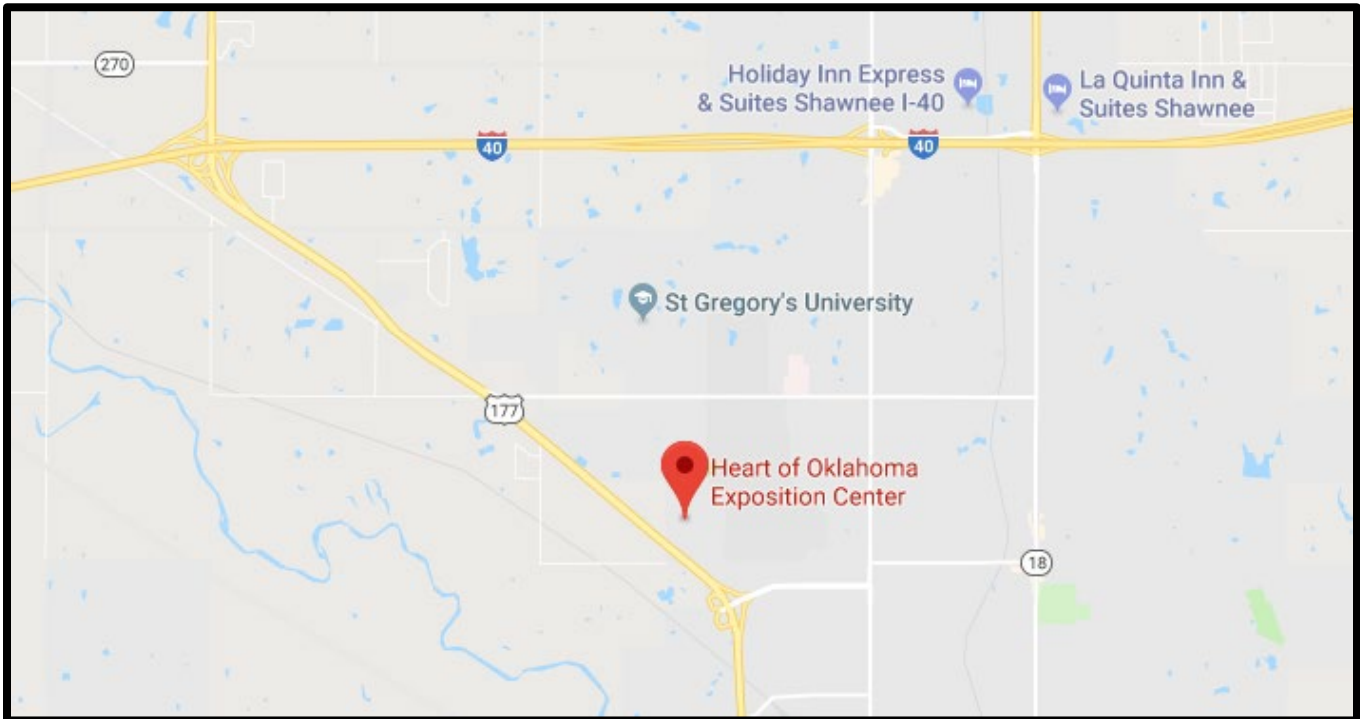 270
Holiday Inn Express
& Suites Shawnee I-40
La Quinta Inn &
Suites Shawnee
40
40
St Gregory's University
177
Heart of Oklahoma
Exposition Center
18